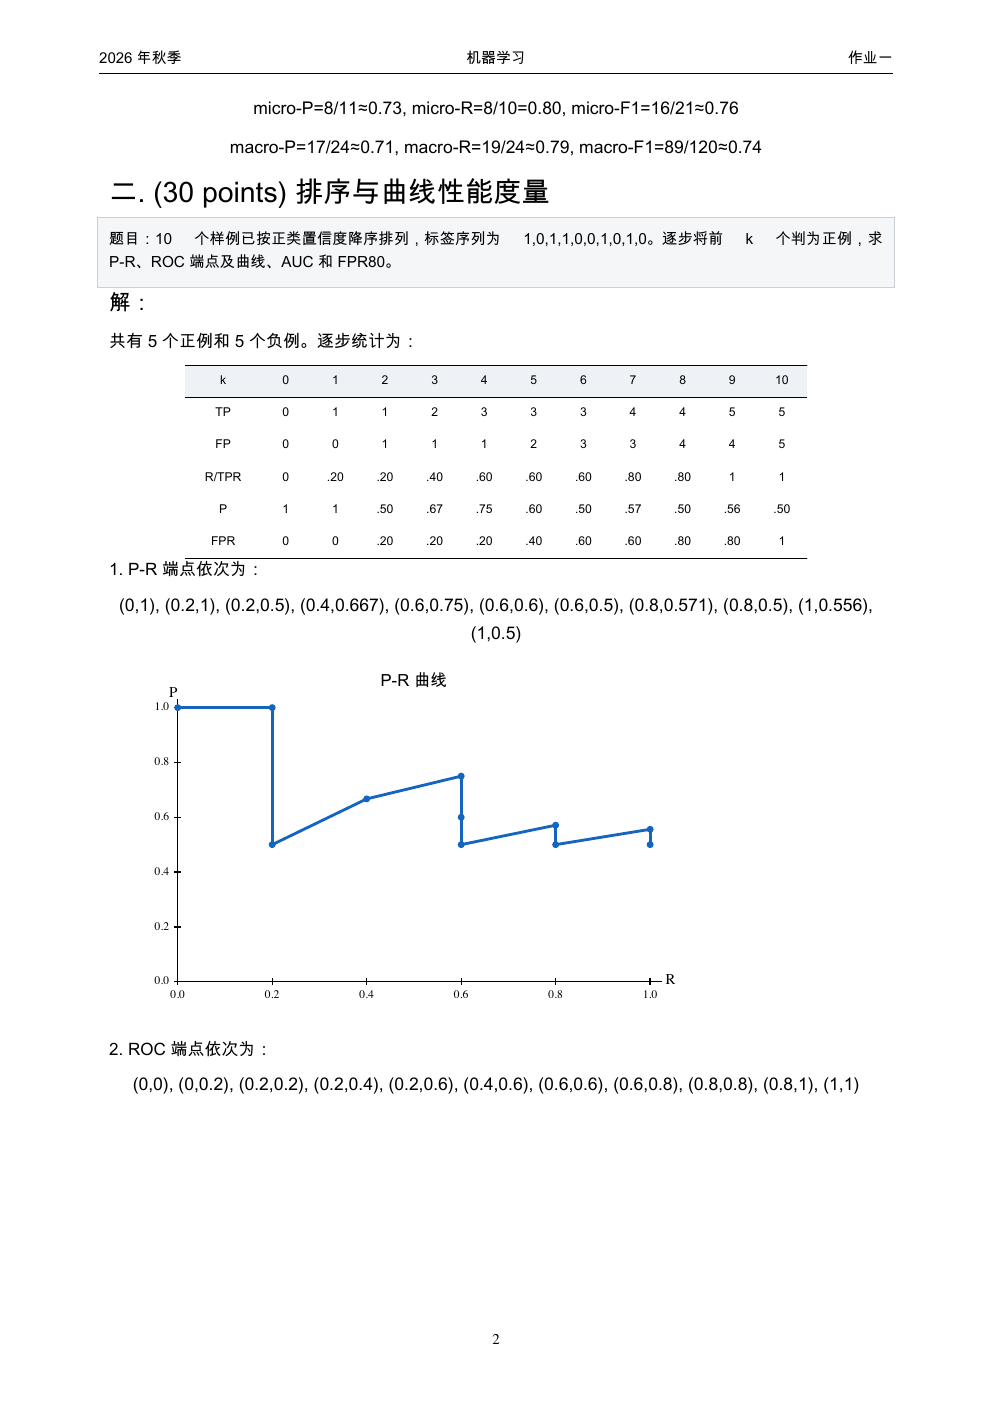 2026 年秋季 机器学习 作业一
micro-P=8/11≈0.73, micro-R=8/10=0.80, micro-F1=16/21≈0.76
macro-P=17/24≈0.71, macro-R=19/24≈0.79, macro-F1=89/120≈0.74
二. (30 points) 排序与曲线性能度量
题目：10 个样例已按正类置信度降序排列，标签序列为 1,0,1,1,0,0,1,0,1,0。逐步将前 k 个判为正例，求
P-R、ROC 端点及曲线、AUC 和 FPR80。
解：
共有 5 个正例和 5 个负例。逐步统计为：
k 0 1 2 3 4 5 6 7 8 9 10
TP 0 1 1 2 3 3 3 4 4 5 5
FP 0 0 1 1 1 2 3 3 4 4 5
R/TPR 0 .20 .20 .40 .60 .60 .60 .80 .80 1 1
P 1 1 .50 .67 .75 .60 .50 .57 .50 .56 .50
FPR 0 0 .20 .20 .20 .40 .60 .60 .80 .80 1
1. P-R 端点依次为：
(0,1), (0.2,1), (0.2,0.5), (0.4,0.667), (0.6,0.75), (0.6,0.6), (0.6,0.5), (0.8,0.571), (0.8,0.5), (1,0.556),
(1,0.5)
P-R 曲线
P
1.0
0.8
0.6
0.4
0.2
0.0
R
0.0 0.2 0.4 0.6 0.8 1.0
2. ROC 端点依次为：
(0,0), (0,0.2), (0.2,0.2), (0.2,0.4), (0.2,0.6), (0.4,0.6), (0.6,0.6), (0.6,0.8), (0.8,0.8), (0.8,1), (1,1)
2